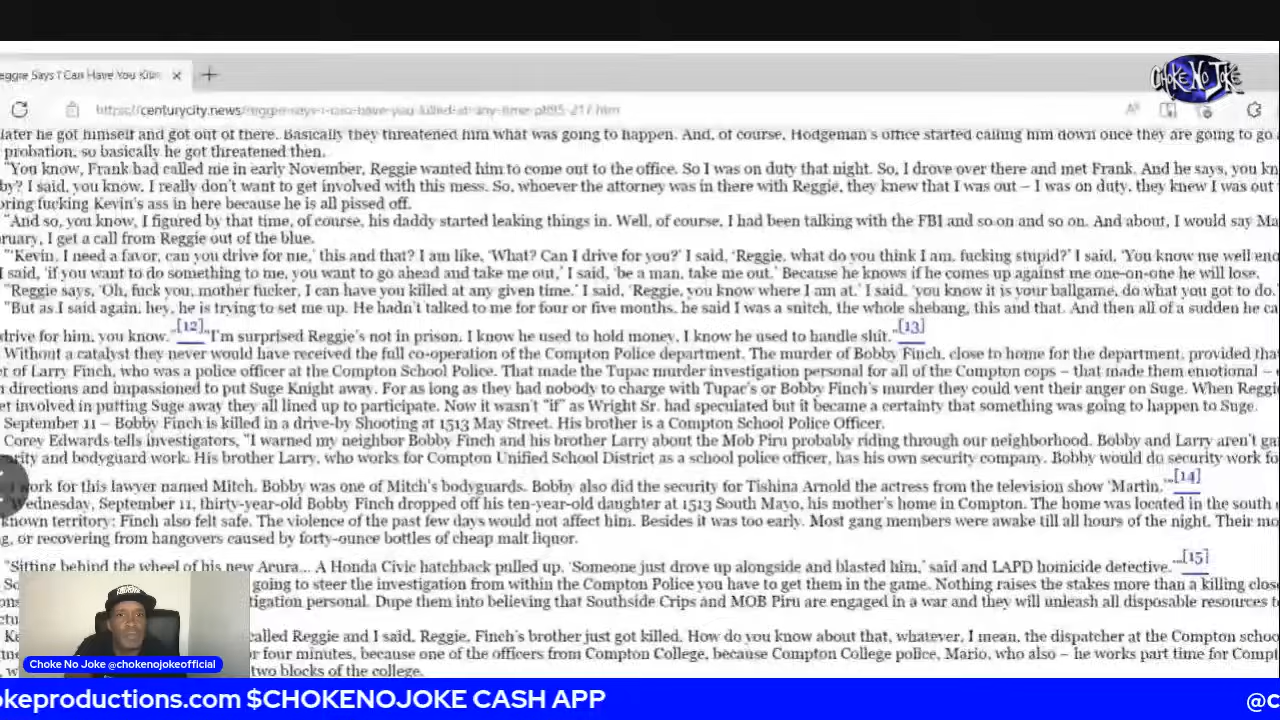 eggie Says 'I Can Have You Kille
CHOKE NO JOKE
https://centurycity.news/reggie-says-i-can-have-you-killed-at-any-time-pt05-217.htm
later he got himself and got out of there. Basically they threatened him what was going to happen. And, of course, Hodgeman's office started calling him down once they are going to go
probation, so basically he got threatened then.
"You know, Frank had called me in early November, Reggie wanted him to come out to the office. So I was on duty that night. So, I drove over there and met Frank. And he says, you kn
by? I said, you know. I really don't want to get involved with this mess. So, whoever the attorney was in there with Reggie, they knew that I was out – I was on duty, they knew I was out
oring fucking Kevin's ass in here because he is all pissed off.
"And so, you know, I figured by that time, of course, his daddy started leaking things in. Well, of course, I had been talking with the FBI and so on and so on. And about, I would say Ma
ruary, I get a call from Reggie out of the blue.
"'Kevin, I need a favor, can you drive for me,' this and that? I am like, 'What? Can I drive for you?' I said, 'Reggie, what do you think I am, fucking stupid?' I said, 'You know me well eno
I said, 'if you want to do something to me, you want to go ahead and take me out,' I said, 'be a man, take me out.' Because he knows if he comes up against me one-on-one he will lose.
"Reggie says, 'Oh, fuck you, mother fucker, I can have you killed at any given time.' I said, 'Reggie, you know where I am at.' I said, 'you know it is your ballgame, do what you got to do.'
"But as I said again, hey, he is trying to set me up. He hadn't talked to me for four or five months, he said I was a snitch, the whole shebang, this and that. And then all of a sudden he ca
drive for him, you know."[12] "I'm surprised Reggie's not in prison. I know he used to hold money, I know he used to handle shit."[13]
Without a catalyst they never would have received the full co-operation of the Compton Police department. The murder of Bobby Finch, close to home for the department, provided tha
r of Larry Finch, who was a police officer at the Compton School Police. That made the Tupac murder investigation personal for all of the Compton cops – that made them emotional –
n directions and impassioned to put Suge Knight away. For as long as they had nobody to charge with Tupac's or Bobby Finch's murder they could vent their anger on Suge. When Reggi
et involved in putting Suge away they all lined up to participate. Now it wasn't "if" as Wright Sr. had speculated but it became a certainty that something was going to happen to Suge.
September 11 – Bobby Finch is killed in a drive-by Shooting at 1513 May Street. His brother is a Compton School Police Officer.
Corey Edwards tells investigators, "I warned my neighbor Bobby Finch and his brother Larry about the Mob Piru probably riding through our neighborhood. Bobby and Larry aren't ga
urity and bodyguard work. His brother Larry, who works for Compton Unified School District as a school police officer, has his own security company. Bobby would do security work fo
I work for this lawyer named Mitch. Bobby was one of Mitch's bodyguards. Bobby also did the security for Tishina Arnold the actress from the television show 'Martin.'"[14]
Wednesday, September 11, thirty-year-old Bobby Finch dropped off his ten-year-old daughter at 1513 South Mayo, his mother's home in Compton. The home was located in the south
known territory; Finch also felt safe. The violence of the past few days would not affect him. Besides it was too early. Most gang members were awake till all hours of the night. Their mo
g, or recovering from hangovers caused by forty-ounce bottles of cheap malt liquor.
"Sitting behind the wheel of his new Arura... A Honda Civic hatchback pulled up. 'Someone just drove up alongside and blasted him,' said and LAPD homicide detective."[15]
So going to steer the investigation from within the Compton Police you have to get them in the game. Nothing raises the stakes more than a killing close
ons tigation personal. Dupe them into believing that Southside Crips and MOB Piru are engaged in a war and they will unleash all disposable resources t
ctu
Ke called Reggie and I said, Reggie, Finch's brother just got killed. How do you know about that, whatever, I mean, the dispatcher at the Compton schoo
ne or four minutes, because one of the officers from Compton College, because Compton College police, Mario, who also – he works part time for Compt
, w two blocks of the college.
Choke No Joke @chokenojokeofficial
okeproductions.com $CHOKENOJOKE CASH APP @c